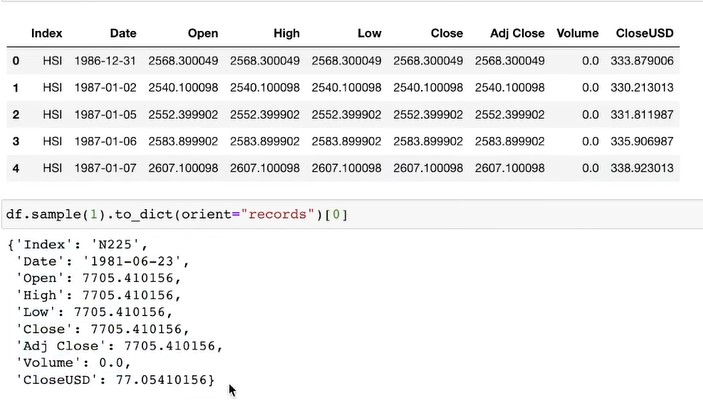 Index Date Open High Low Close Adj Close Volume CloseUSD
0 HSI 1986-12-31 2568.300049 2568.300049 2568.300049 2568.300049 2568.300049 0.0 333.879006
1 HSI 1987-01-02 2540.100098 2540.100098 2540.100098 2540.100098 2540.100098 0.0 330.213013
2 HSI 1987-01-05 2552.399902 2552.399902 2552.399902 2552.399902 2552.399902 0.0 331.811987
3 HSI 1987-01-06 2583.899902 2583.899902 2583.899902 2583.899902 2583.899902 0.0 335.906987
4 HSI 1987-01-07 2607.100098 2607.100098 2607.100098 2607.100098 2607.100098 0.0 338.923013
df.sample(1).to_dict(orient="records")[0]
{'Index': 'N225',
'Date': '1981-06-23',
'Open': 7705.410156,
'High': 7705.410156,
'Low': 7705.410156,
'Close': 7705.410156,
'Adj Close': 7705.410156,
'Volume': 0.0,
'CloseUSD': 77.05410156}